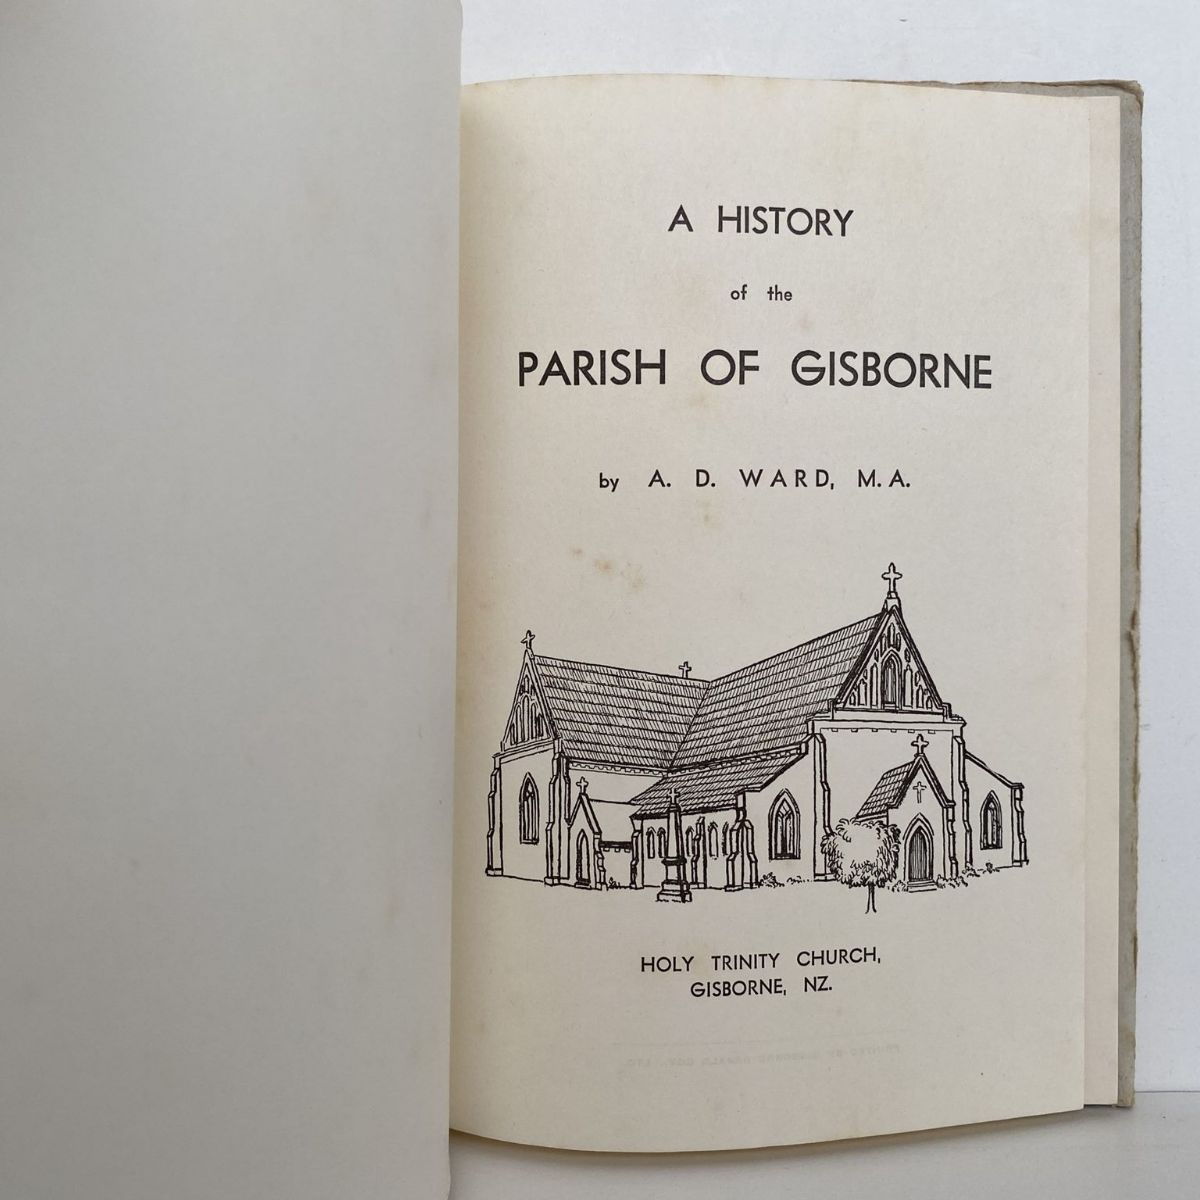 A HISTORY
of the
PARISH OF GISBORNE
by A. D. WARD, M.A.
HOLY TRINITY CHURCH,
GISBORNE, NZ.